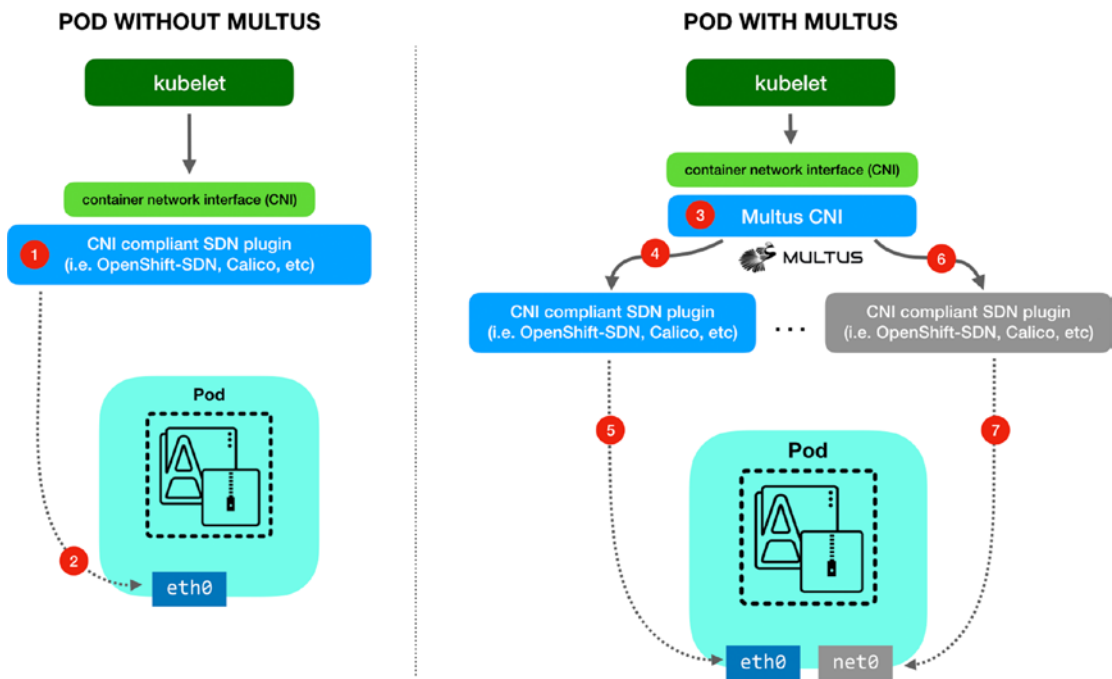 POD WITHOUT MULTUS
kubelet
container network interface (CNI)
1
CNI compliant SDN plugin
(i.e. OpenShift-SDN, Calico, etc)
Pod
2
eth0
POD WITH MULTUS
kubelet
container network interface (CNI)
3
Multus CNI
4
MULTUS
6
CNI compliant SDN plugin
(i.e. OpenShift-SDN, Calico, etc)
...
CNI compliant SDN plugin
(i.e. OpenShift-SDN, Calico, etc)
5
7
Pod
eth0
net0